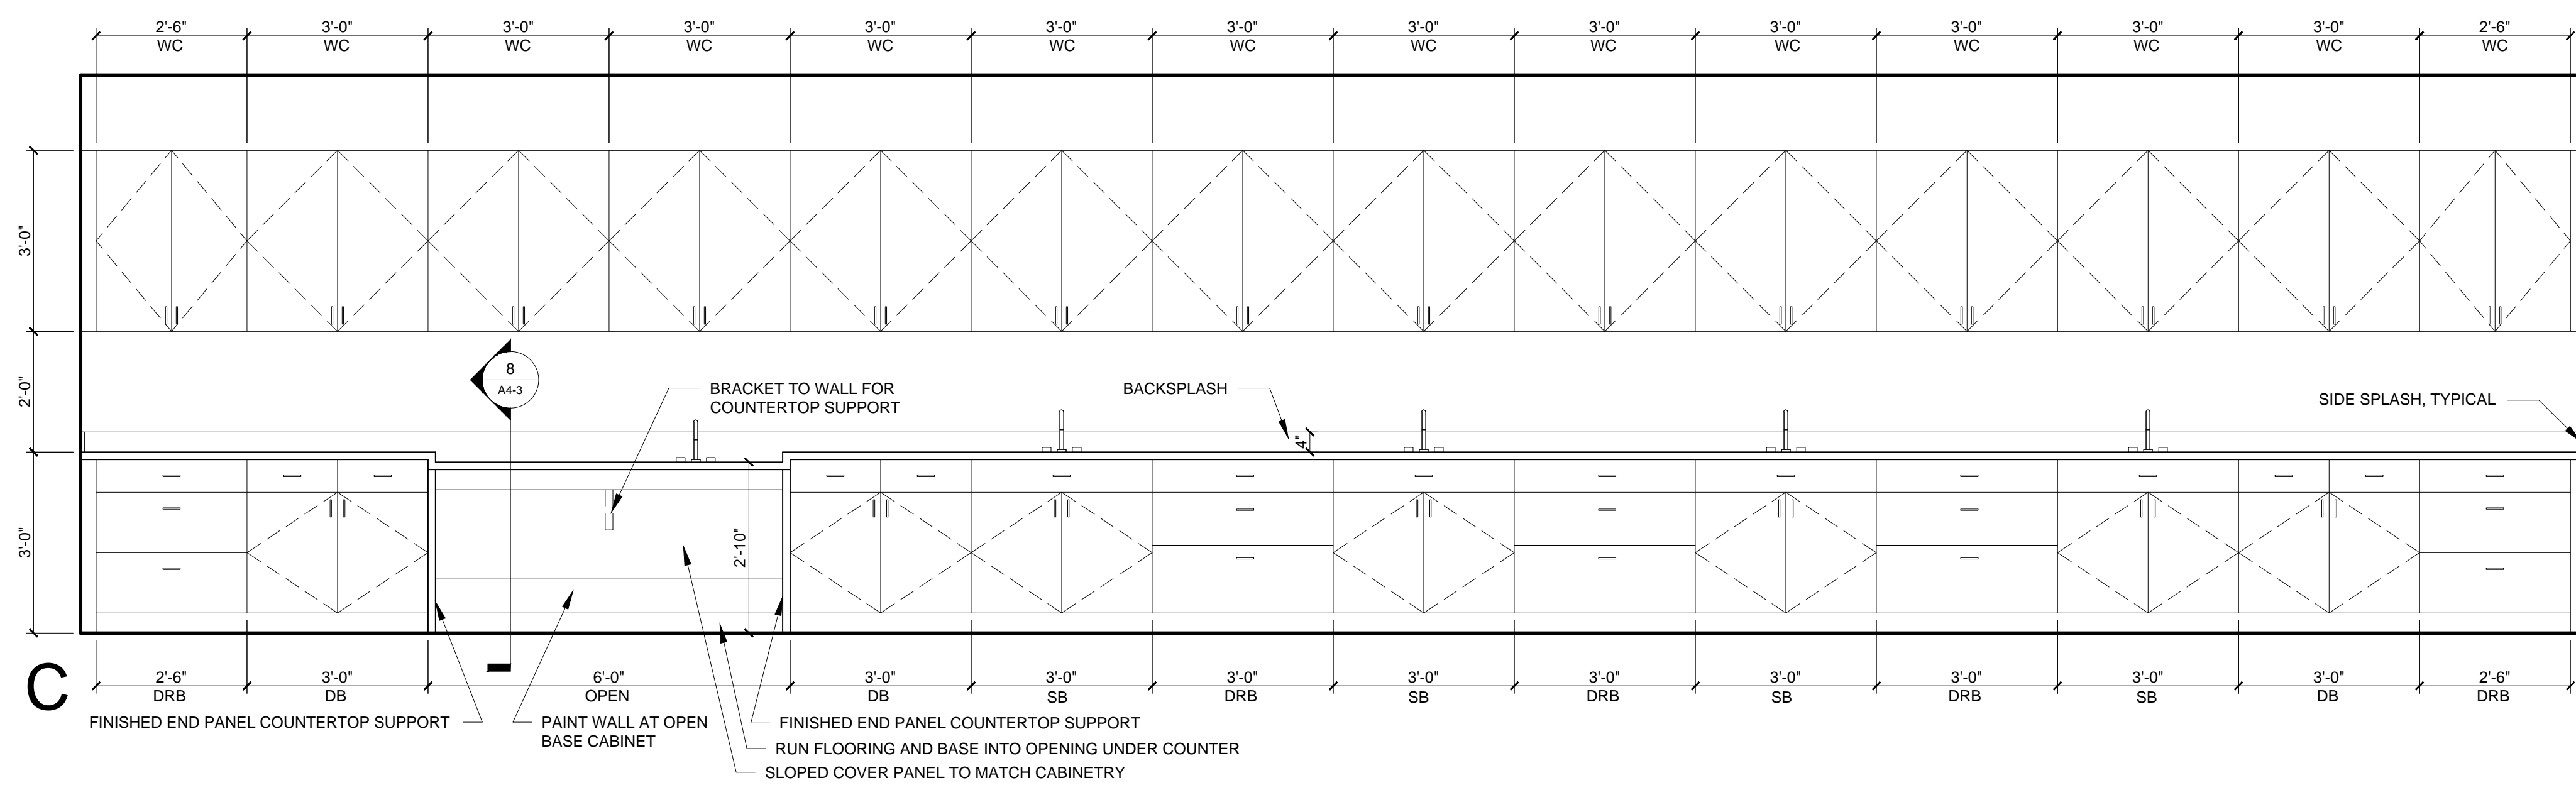 2'-6" 3'-0" 3'-0" 3'-0" 3'-0" 3'-0" 3'-0" 3'-0" 3'-0" 3'-0" 3'-0" 3'-0" 3'-0" 2'-6"
WC WC WC WC WC WC WC WC WC WC WC WC WC WC
3'-0"
2'-0"
3'-0"
8
A4-3
BRACKET TO WALL FOR
COUNTERTOP SUPPORT
BACKSPLASH
4"
SIDE SPLASH, TYPICAL
2'-10"
C
2'-6" 3'-0" 6'-0" 3'-0" 3'-0" 3'-0" 3'-0" 3'-0" 3'-0" 3'-0" 3'-0" 3'-0" 2'-6"
DRB DB OPEN DB SB DRB SB DRB SB DRB SB DB DRB
FINISHED END PANEL COUNTERTOP SUPPORT
PAINT WALL AT OPEN
BASE CABINET
FINISHED END PANEL COUNTERTOP SUPPORT
RUN FLOORING AND BASE INTO OPENING UNDER COUNTER
SLOPED COVER PANEL TO MATCH CABINETRY